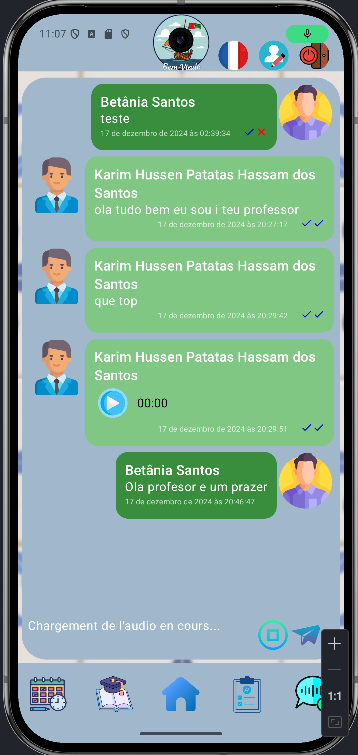 11:07
Bem Vindo
Betânia Santos
teste
17 de dezembro de 2024 às 02:39:34
Karim Hussen Patatas Hassam dos
Santos
ola tudo bem eu sou i teu professor
17 de dezembro de 2024 às 20:27:17
Karim Hussen Patatas Hassam dos
Santos
que top
17 de dezembro de 2024 às 20:29:42
Karim Hussen Patatas Hassam dos
Santos
00:00
17 de dezembro de 2024 às 20:29:51
Betânia Santos
Ola profesor e um prazer
17 de dezembro de 2024 às 20:46:47
Chargement de l'audio en cours...
1:1